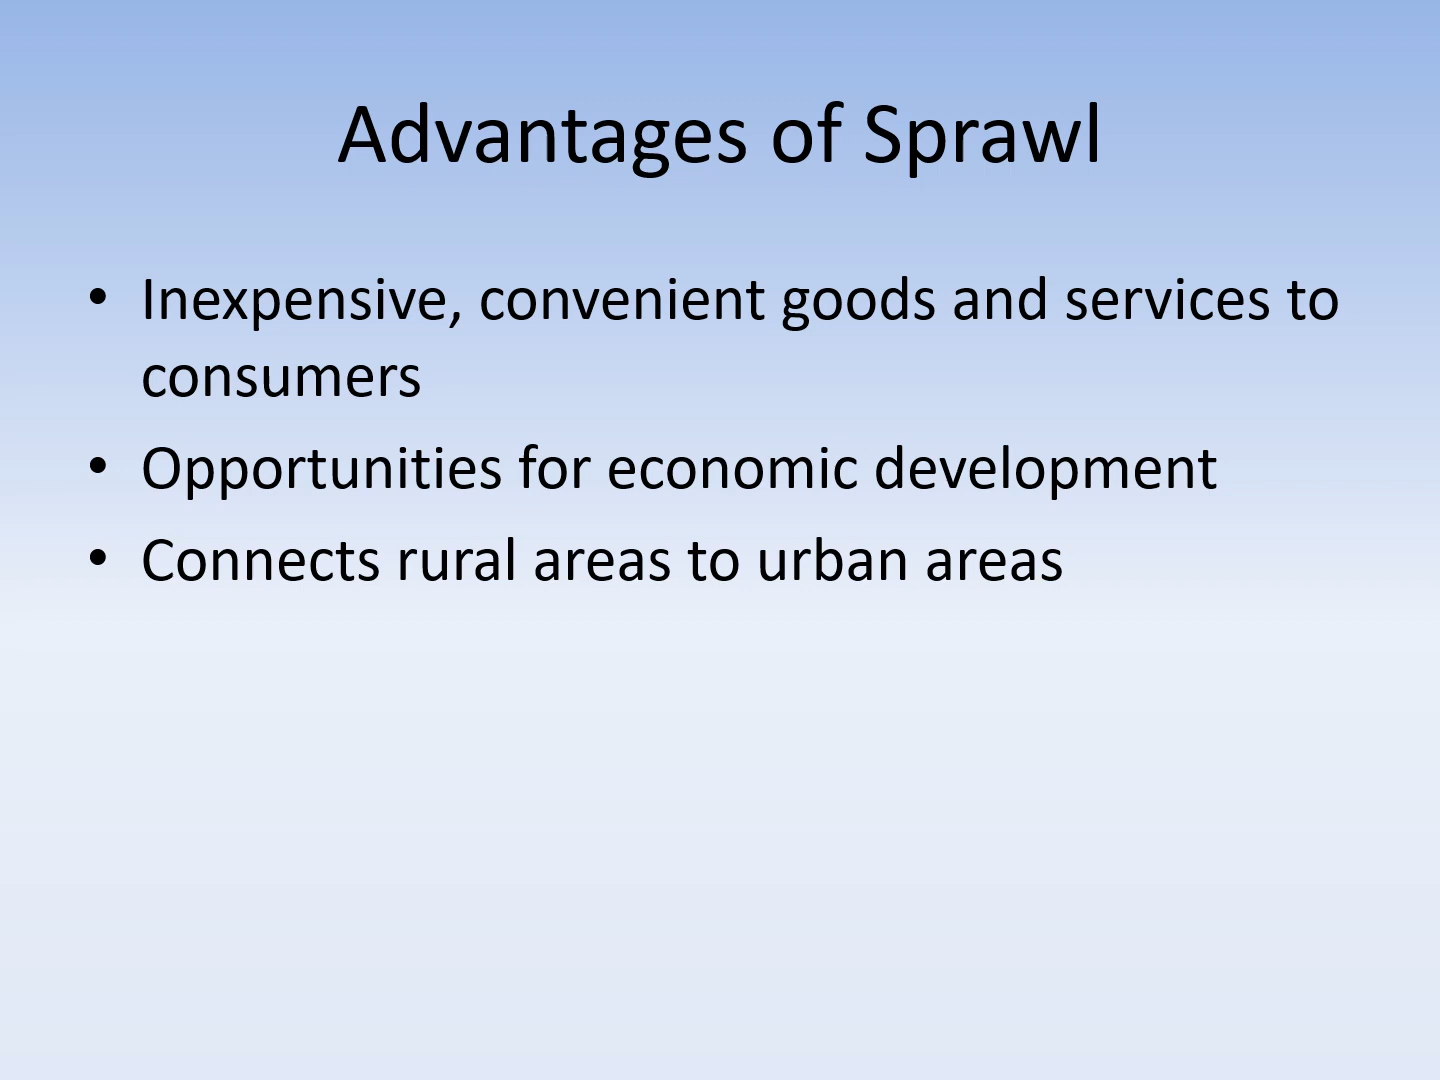 Advantages of Sprawl
• Inexpensive, convenient goods and services to
consumers
• Opportunities for economic development
• Connects rural areas to urban areas